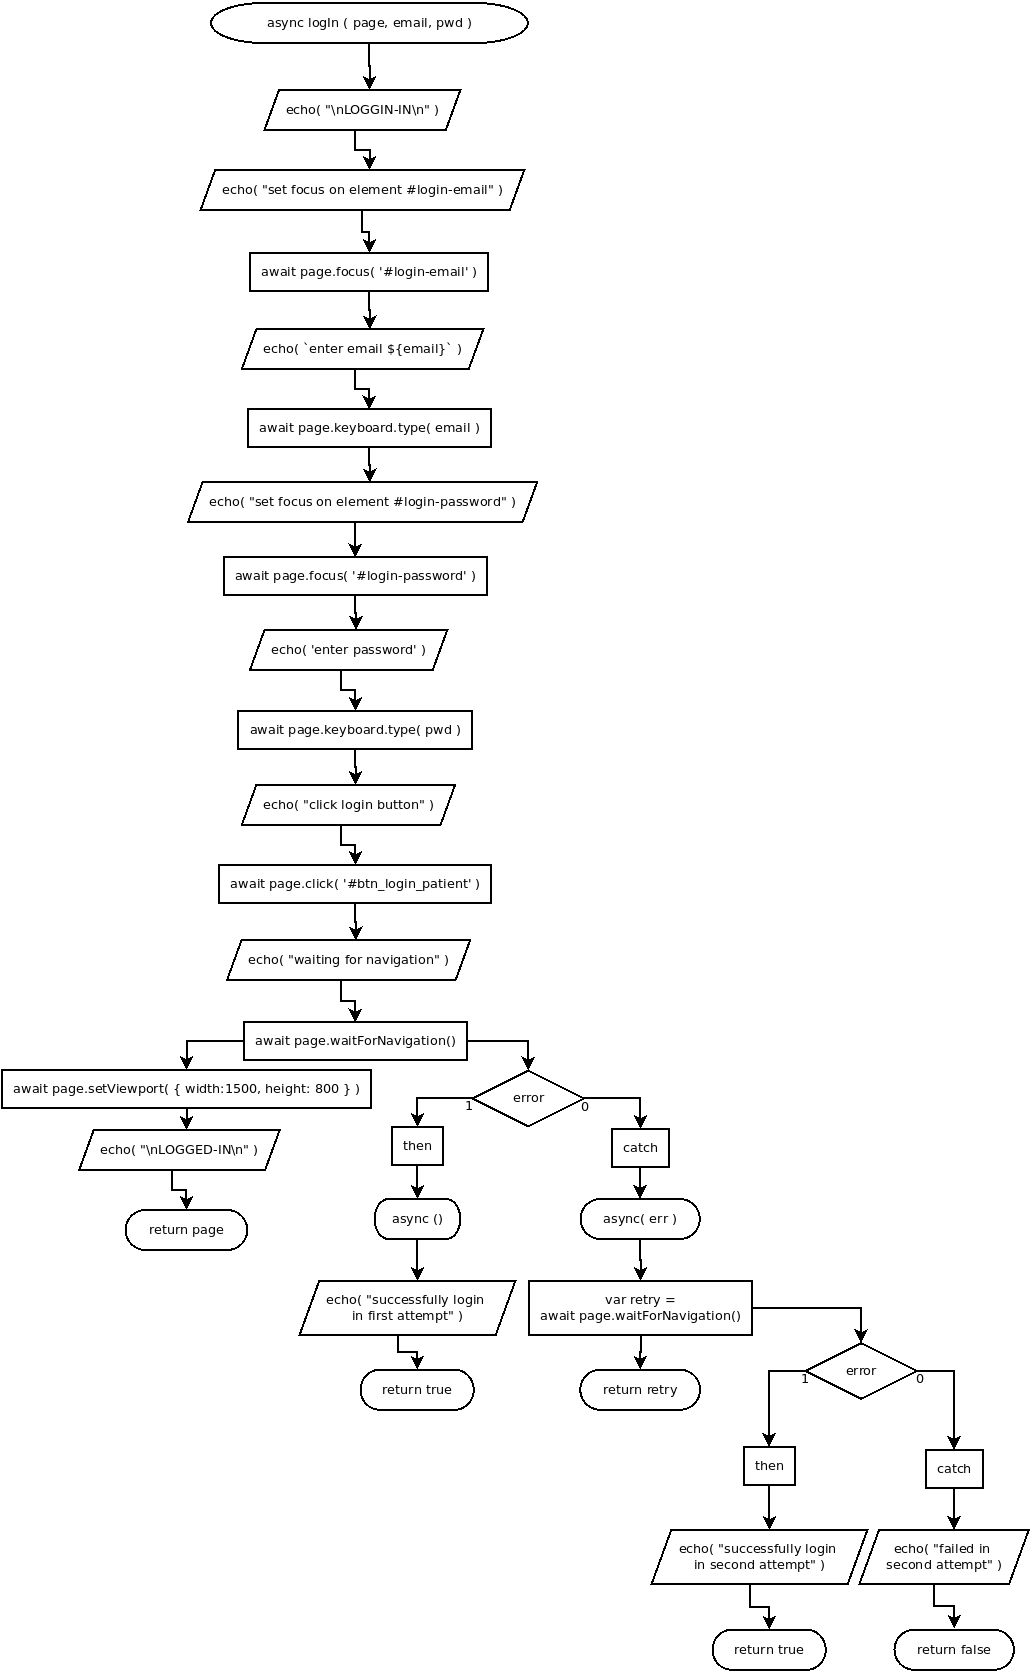 async logIn ( page, email, pwd )
echo( "\nLOGGIN-IN\n" )
echo( "set focus on element #login-email" )
await page.focus( '#login-email' )
echo( `enter email ${email}` )
await page.keyboard.type( email )
echo( "set focus on element #login-password" )
await page.focus( '#login-password' )
echo( 'enter password' )
await page.keyboard.type( pwd )
echo( "click login button" )
await page.click( '#btn_login_patient' )
echo( "waiting for navigation" )
await page.waitForNavigation()
await page.setViewport( { width:1500, height: 800 } )
echo( "\nLOGGED-IN\n" )
return page
error
1
0
then
async ()
echo( "successfully login
in first attempt" )
return true
catch
async( err )
var retry =
await page.waitForNavigation()
return retry
error
1
0
then
echo( "successfully login
in second attempt" )
return true
catch
echo( "failed in
second attempt" )
return false